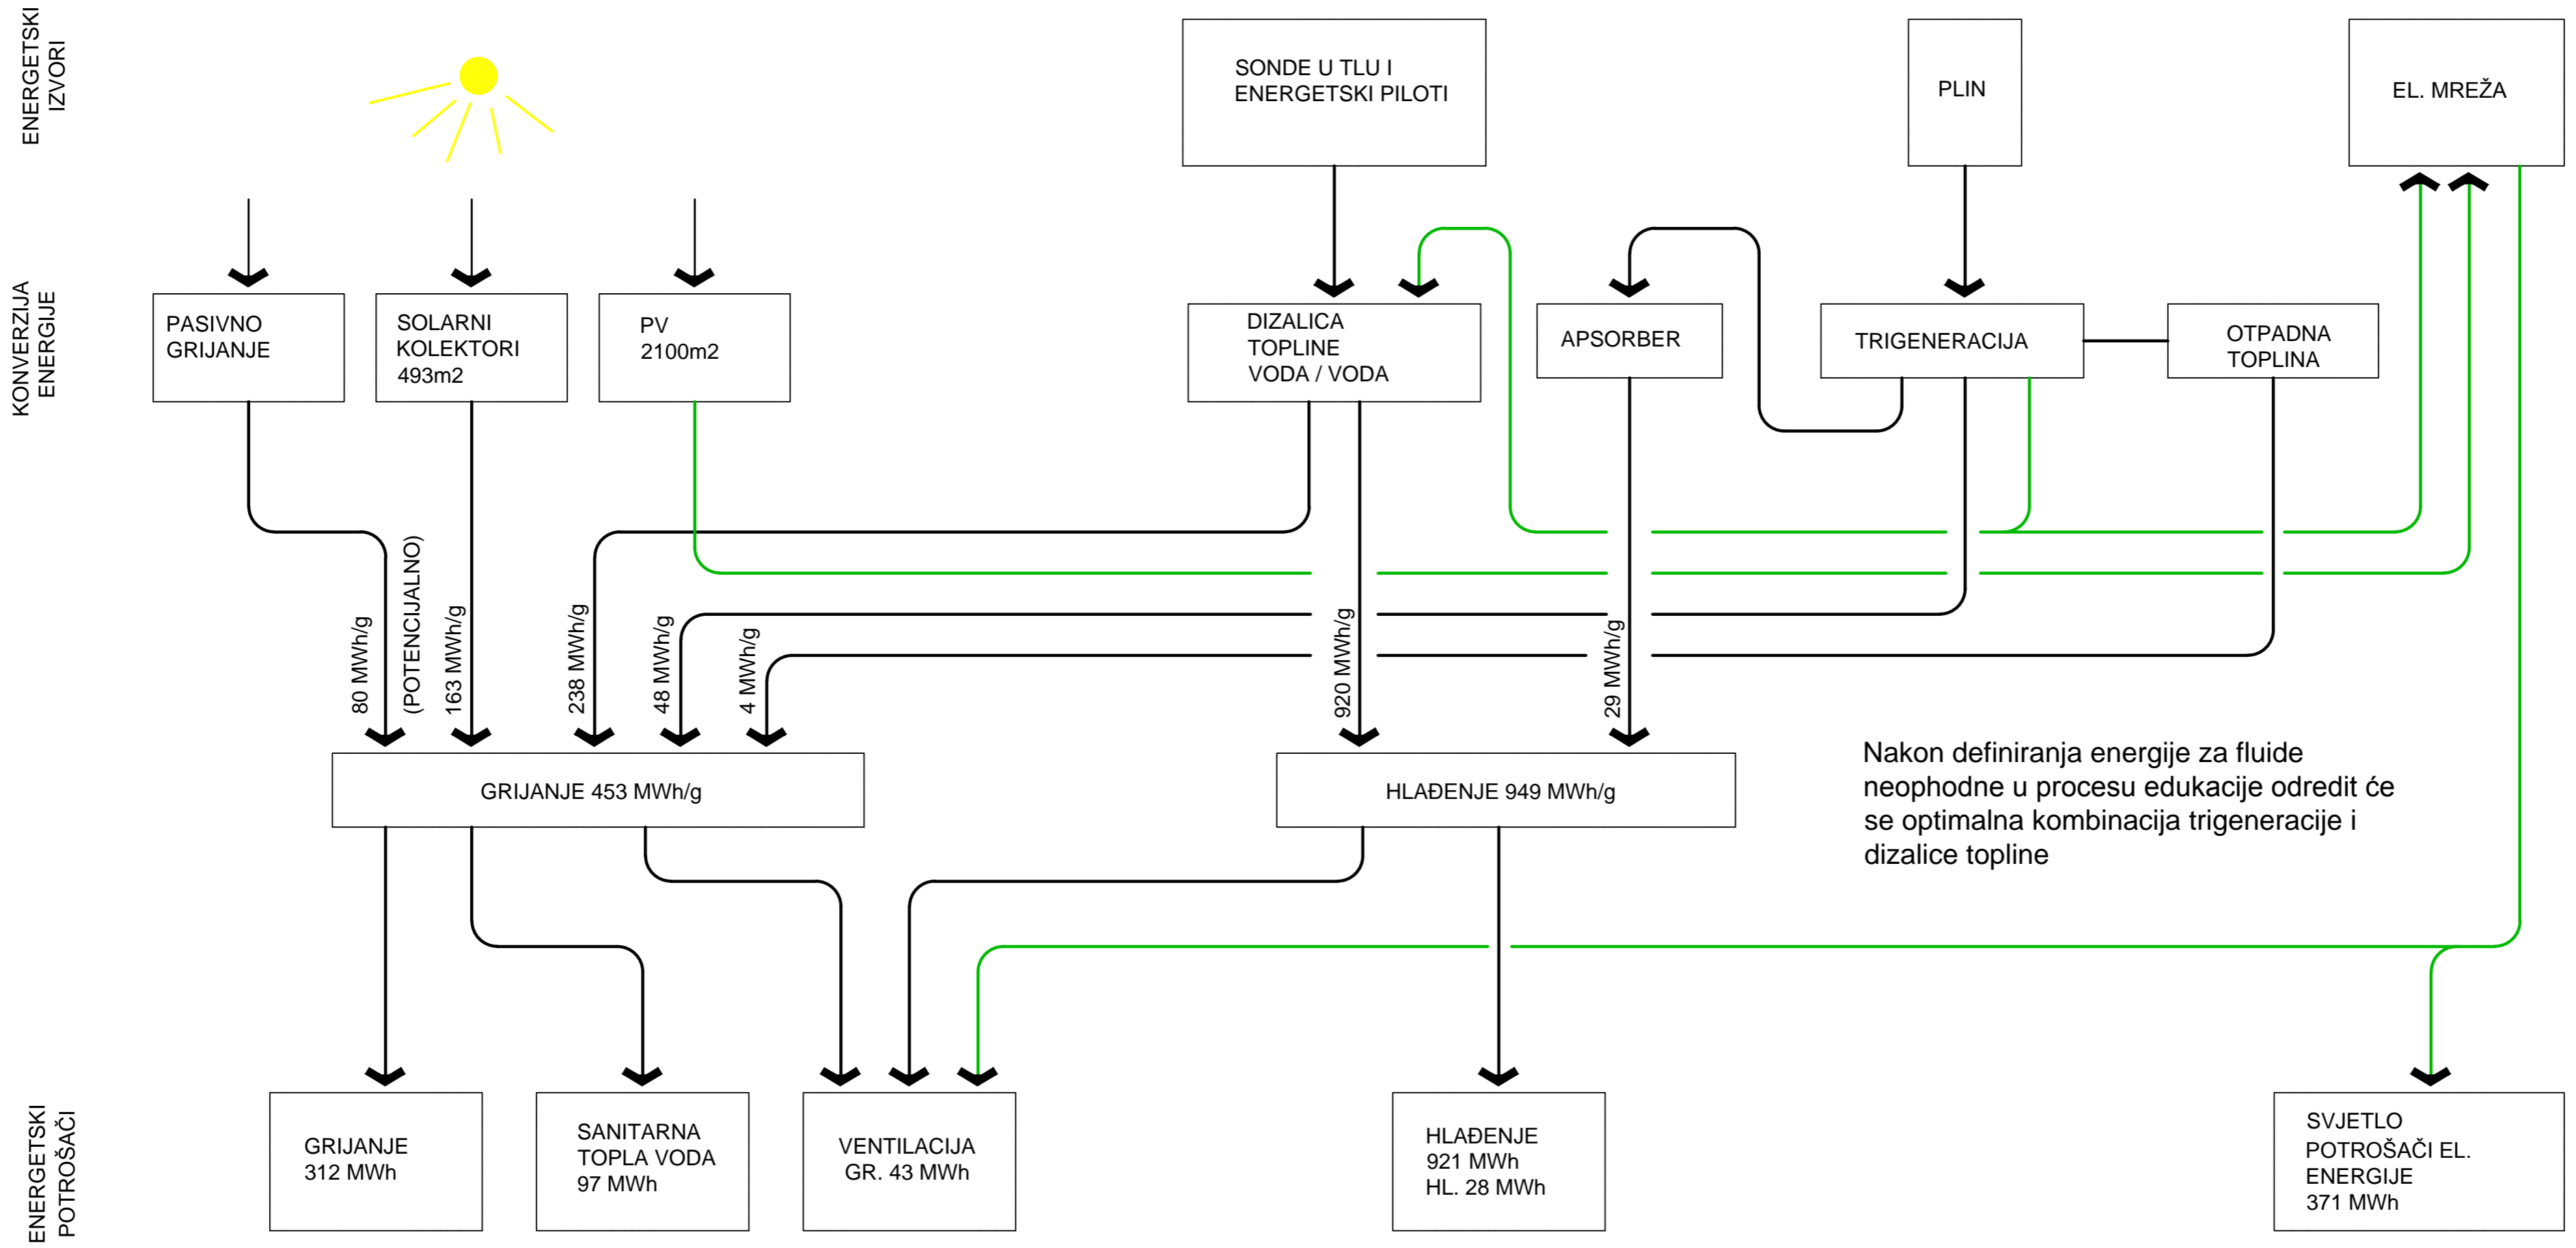 ENERGETSKI
IZVORI
SONDE U TLU I
ENERGETSKI PILOTI
PLIN
EL. MREŽA
KONVERZIJA
ENERGIJE
PASIVNO
GRIJANJE
SOLARNI
KOLEKTORI
493m2
PV
2100m2
DIZALICA
TOPLINE
VODA / VODA
APSORBER
TRIGENERACIJA
OTPADNA
TOPLINA
80 MWh/g
(POTENCIJALNO)
163 MWh/g
238 MWh/g
48 MWh/g
4 MWh/g
920 MWh/g
29 MWh/g
GRIJANJE 453 MWh/g
HLAĐENJE 949 MWh/g
Nakon definiranja energije za fluide
neophodne u procesu edukacije odredit će
se optimalna kombinacija trigeneracije i
dizalice topline
ENERGETSKI
POTROŠAČI
GRIJANJE
312 MWh
SANITARNA
TOPLA VODA
97 MWh
VENTILACIJA
GR. 43 MWh
HLAĐENJE
921 MWh
HL. 28 MWh
SVJETLO
POTROŠAČI EL.
ENERGIJE
371 MWh